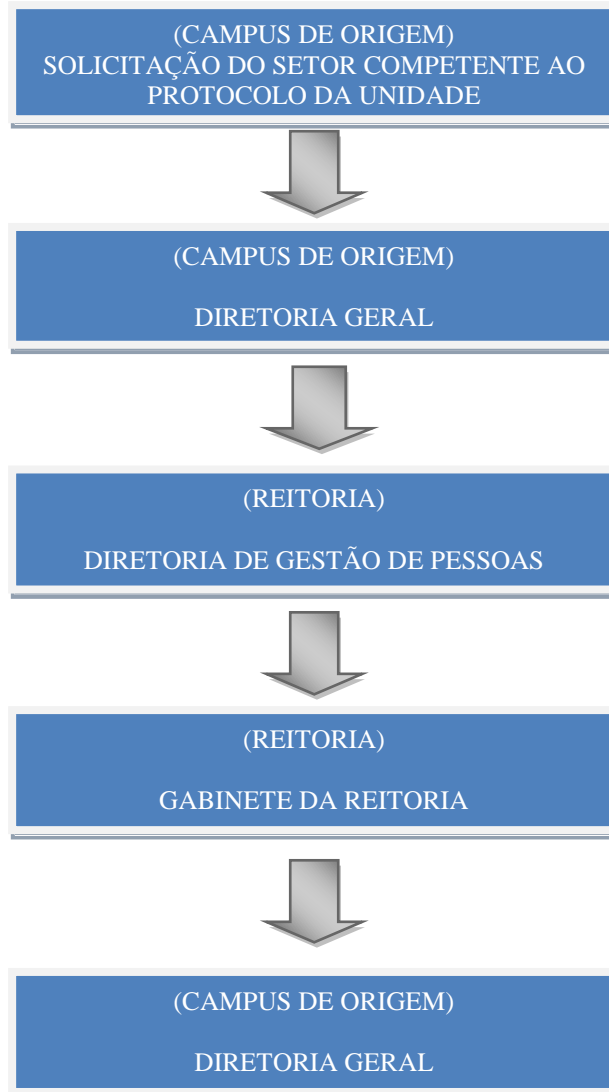 (CAMPUS DE ORIGEM)
SOLICITAÇÃO DO SETOR COMPETENTE AO
PROTOCOLO DA UNIDADE
(CAMPUS DE ORIGEM)
DIRETORIA GERAL
(REITORIA)
DIRETORIA DE GESTÃO DE PESSOAS
(REITORIA)
GABINETE DA REITORIA
(CAMPUS DE ORIGEM)
DIRETORIA GERAL